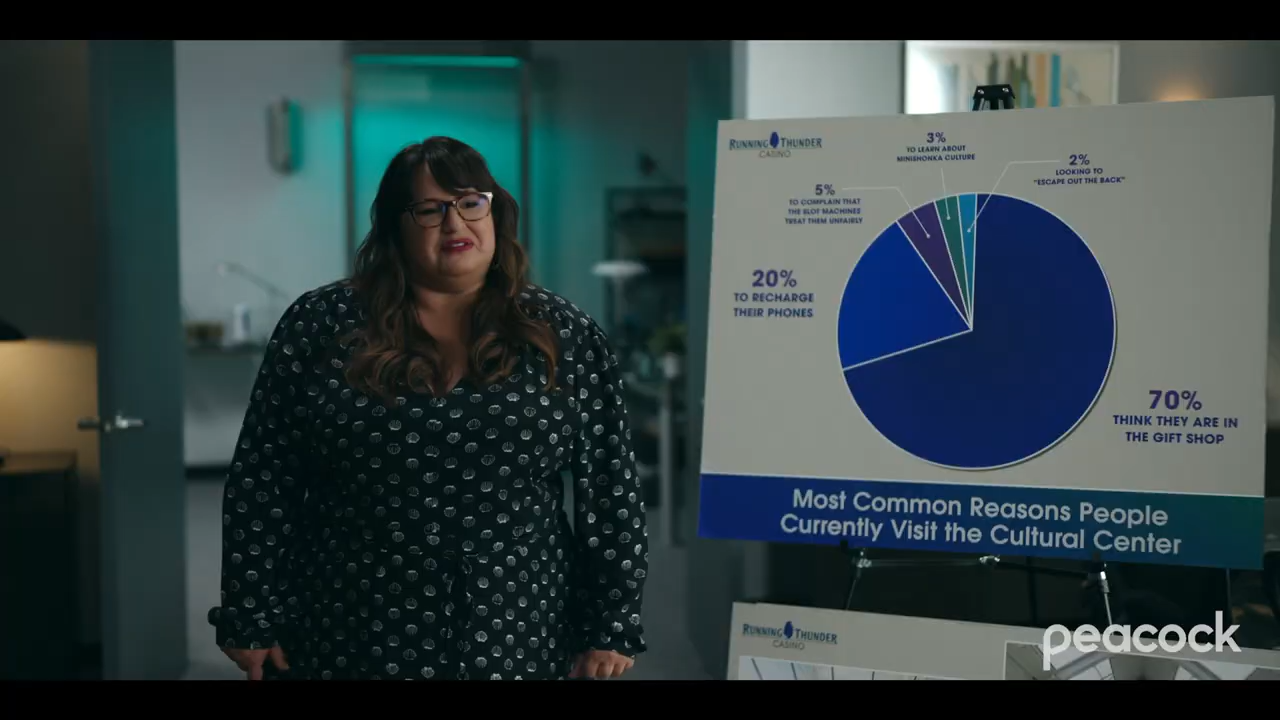 RUNNING THUNDER
CASINO
3%
TO LEARN ABOUT
MINISHONKA CULTURE
2%
LOOKING TO
"ESCAPE OUT THE BACK"
5%
TO COMPLAIN THAT
THE SLOT MACHINES
TREAT THEM UNFAIRLY
20%
TO RECHARGE
THEIR PHONES
70%
THINK THEY ARE IN
THE GIFT SHOP
Most Common Reasons People
Currently Visit the Cultural Center
RUNNING THUNDER
CASINO
peacock